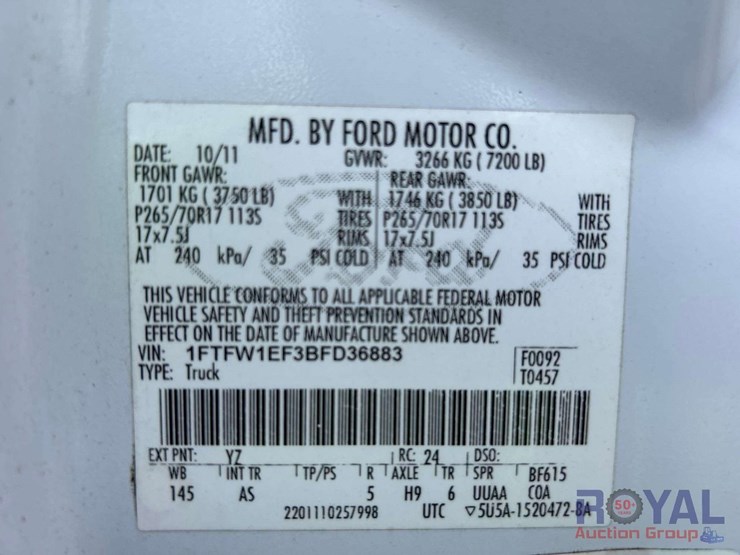 MFD. BY FORD MOTOR CO.
DATE: 10/11 GVWR: 3266 KG ( 7200 LB)
FRONT GAWR: REAR GAWR:
1701 KG ( 3750 LB) WITH 1746 KG ( 3850 LB) WITH
P265/70R17 113S TIRES P265/70R17 113S TIRES
17x7.5J RIMS 17x7.5J RIMS
AT 240 kPa/ 35 PSI COLD AT 240 kPa/ 35 PSI COLD
THIS VEHICLE CONFORMS TO ALL APPLICABLE FEDERAL MOTOR
VEHICLE SAFETY AND THEFT PREVENTION STANDARDS IN
EFFECT ON THE DATE OF MANUFACTURE SHOWN ABOVE.
VIN: 1FTFW1EF3BFD36883 F0092
TYPE: Truck T0457
EXT PNT: YZ RC: 24 DSO:
WB INT TR TP/PS R AXLE TR SPR BF615
145 AS 5 H9 6 UUAA COA
2201110257998 UTC ▽5U5A-1520472-BA
50+
ROYAL
Auction Group